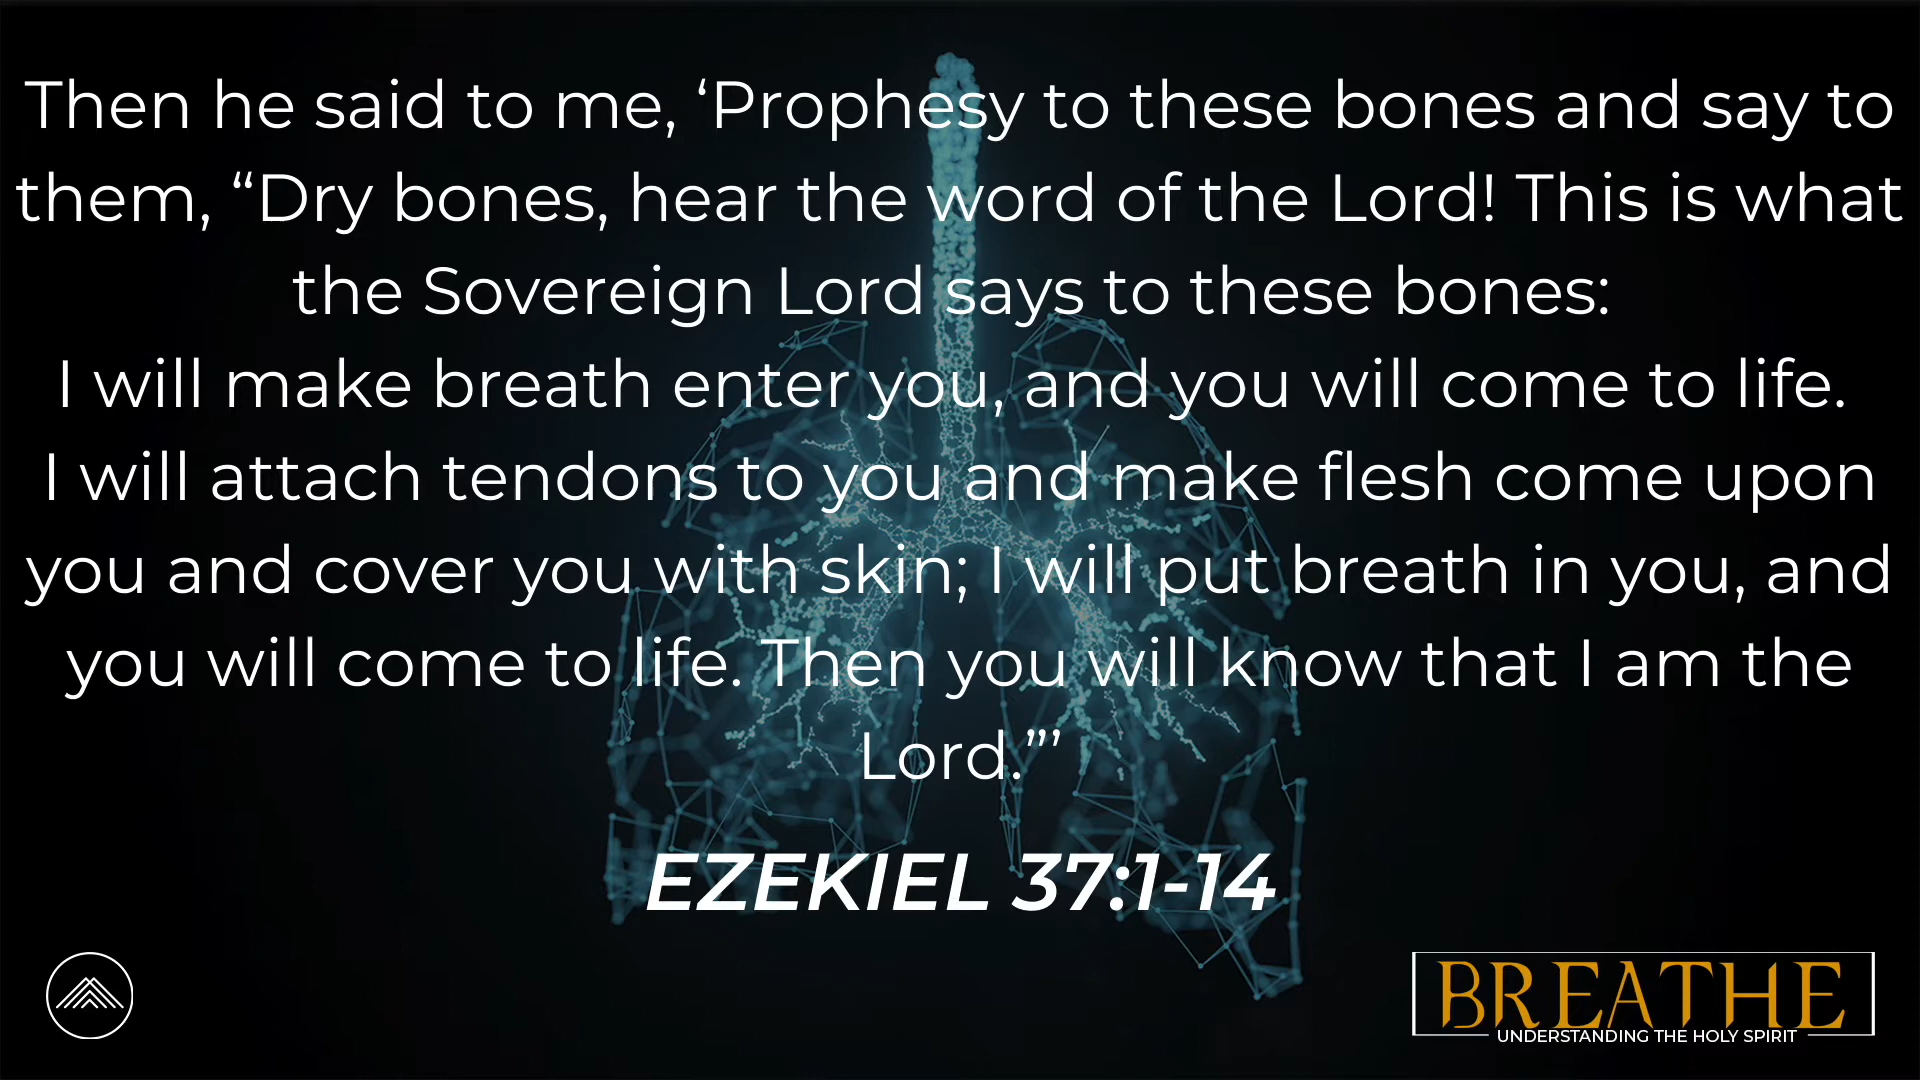 Then he said to me, ‘Prophesy to these bones and say to
them, “Dry bones, hear the word of the Lord! This is what
the Sovereign Lord says to these bones:
I will make breath enter you, and you will come to life.
I will attach tendons to you and make flesh come upon
you and cover you with skin; I will put breath in you, and
you will come to life. Then you will know that I am the
Lord.”’
EZEKIEL 37:1-14
BREATHE
UNDERSTANDING THE HOLY SPIRIT